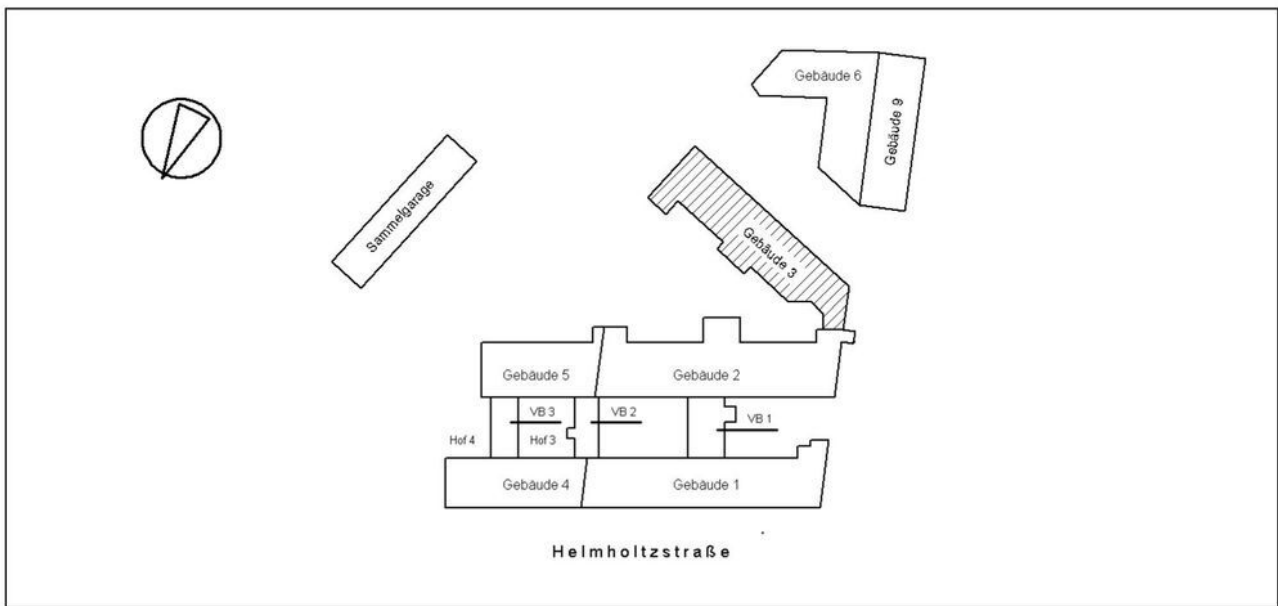 Gebäude 6
Gebäude 9
Sammelgarage
Gebäude 3
Gebäude 5
Gebäude 2
VB 3
VB 2
VB 1
Hof 4
Hof 3
Gebäude 4
Gebäude 1
Helmholtzstraße